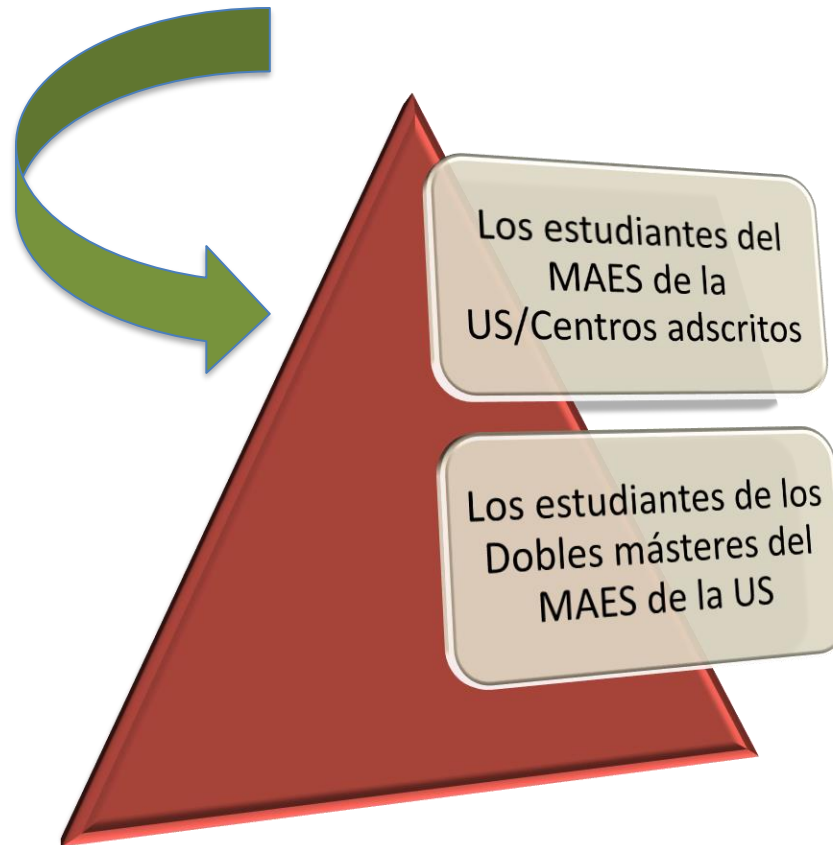 Los estudiantes del
MAES de la
US/Centros adscritos
Los estudiantes de los
Dobles másteres del
MAES de la US